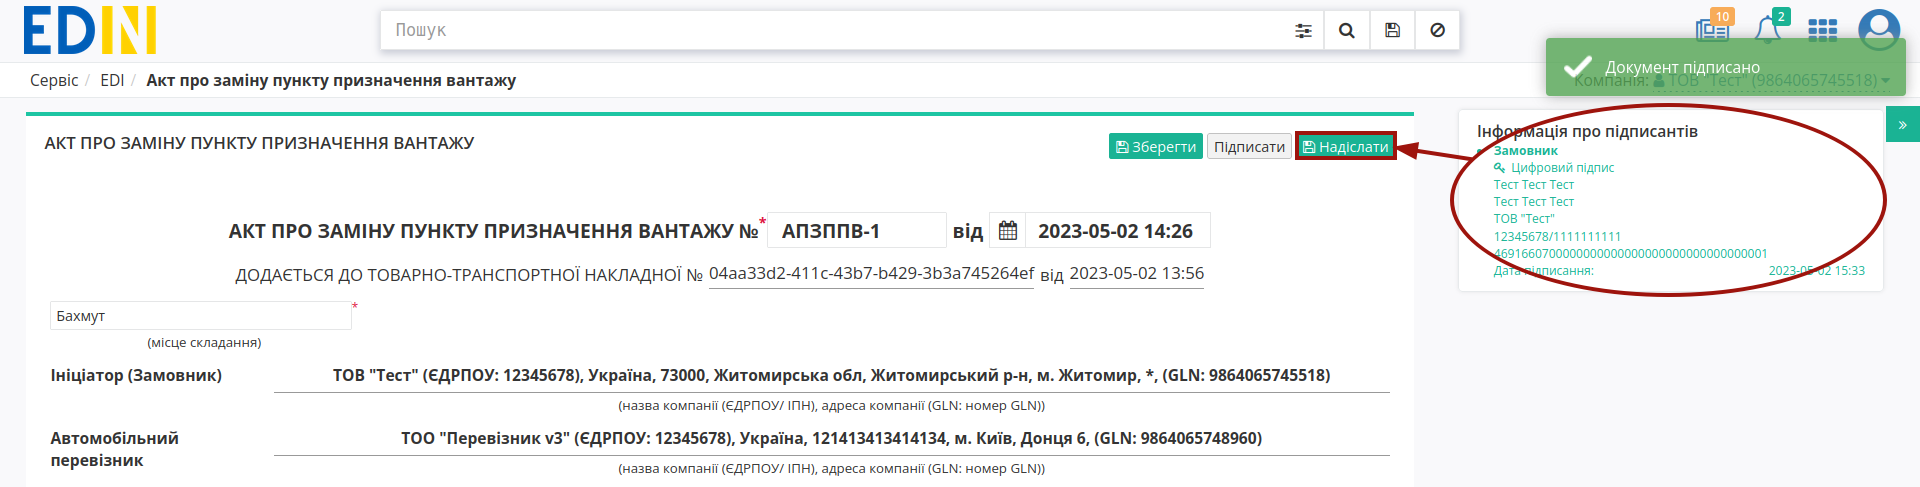 EDIN
Пошук
10
2
Сервіс / EDI / Акт про заміну пункту призначення вантажу
Документ підписано
Компанія: ТОВ "Тест" (9864065745518)
АКТ ПРО ЗАМІНУ ПУНКТУ ПРИЗНАЧЕННЯ ВАНТАЖУ
Зберегти Підписати Надіслати
»
Інформація про підписантів
Замовник
Цифровий підпис
Тест Тест Тест
Тест Тест Тест
ТОВ "Тест"
12345678/1111111111
Дата підписання: 2023-05-02 15:33
АКТ ПРО ЗАМІНУ ПУНКТУ ПРИЗНАЧЕННЯ ВАНТАЖУ №* АПЗППВ-1 від 2023-05-02 14:26
ДОДАЄТЬСЯ ДО ТОВАРНО-ТРАНСПОРТНОЇ НАКЛАДНОЇ № 04aa33d2-411c-43b7-b429-3b3a745264ef від 2023-05-02 13:56
Бахмут *
(місце складання)
Ініціатор (Замовник) ТОВ "Тест" (ЄДРПОУ: 12345678), Україна, 73000, Житомирська обл, Житомирський р-н, м. Житомир, *, (GLN: 9864065745518)
(назва компанії (ЄДРПОУ/ ІПН), адреса компанії (GLN: номер GLN))
Автомобільний перевізник ТОО "Перевізник v3" (ЄДРПОУ: 12345678), Україна, 121413413414134, м. Київ, Донця 6, (GLN: 9864065748960)
(назва компанії (ЄДРПОУ/ ІПН), адреса компанії (GLN: номер GLN))